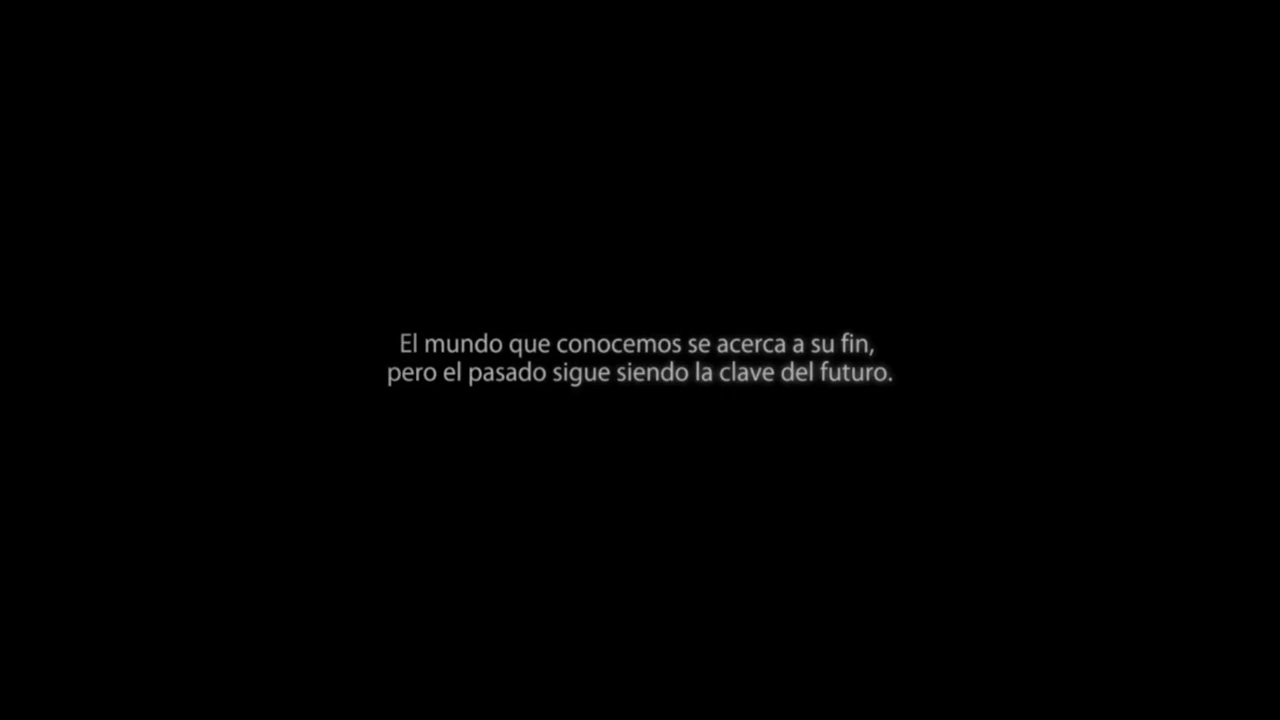 El mundo que conocemos se acerca a su fin,
pero el pasado sigue siendo la clave del futuro.